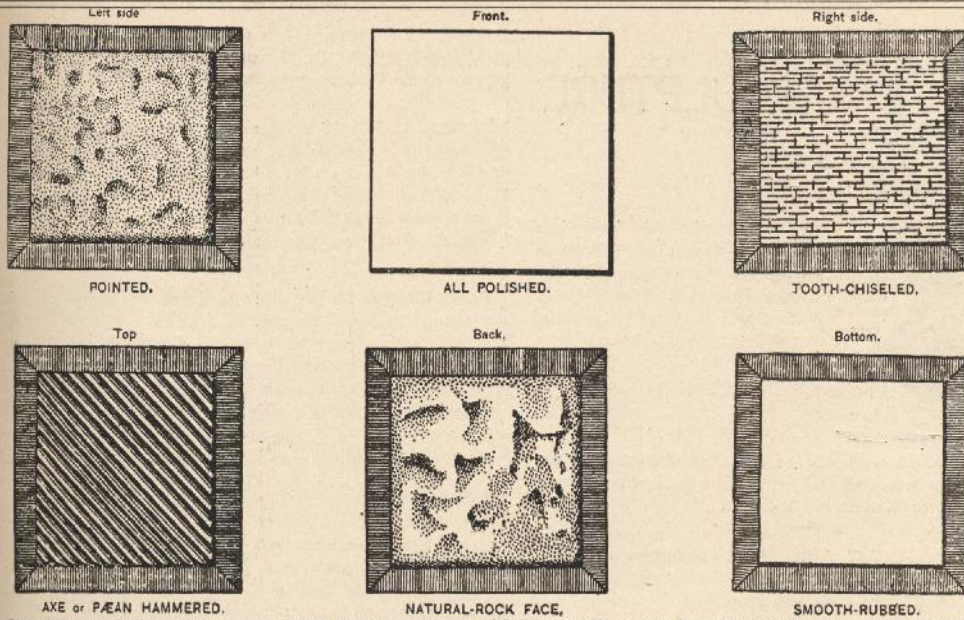 Left side
Front.
Right side.
POINTED.
ALL POLISHED.
TOOTH-CHISELED.
Top
Back.
Bottom.
AXE or PÆAN HAMMERED.
NATURAL-ROCK FACE.
SMOOTH-RUBBED.